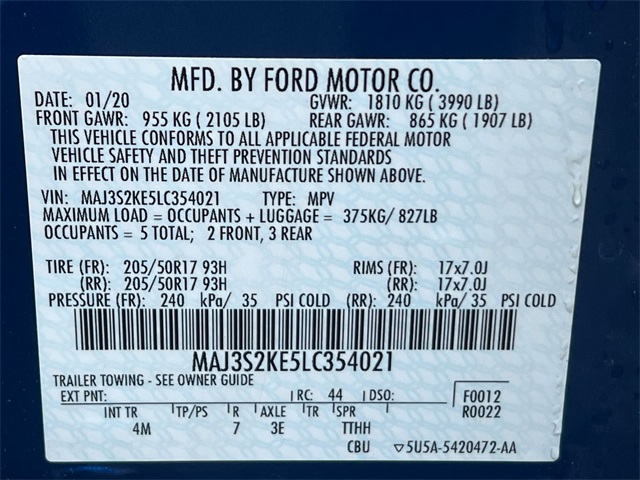 MFD. BY FORD MOTOR CO.
DATE: 01/20 GVWR: 1810 KG (3990 LB)
FRONT GAWR: 955 KG (2105 LB) REAR GAWR: 865 KG (1907 LB)
THIS VEHICLE CONFORMS TO ALL APPLICABLE FEDERAL MOTOR
VEHICLE SAFETY AND THEFT PREVENTION STANDARDS
IN EFFECT ON THE DATE OF MANUFACTURE SHOWN ABOVE.
VIN: MAJ3S2KE5LC354021 TYPE: MPV
MAXIMUM LOAD = OCCUPANTS + LUGGAGE = 375KG/ 827LB
OCCUPANTS = 5 TOTAL; 2 FRONT, 3 REAR
TIRE (FR): 205/50R17 93H RIMS (FR): 17x7.0J
(RR): 205/50R17 93H (RR): 17x7.0J
PRESSURE (FR): 240 kPa/ 35 PSI COLD (RR): 240 kPa/ 35 PSI COLD
MAJ3S2KE5LC354021
TRAILER TOWING - SEE OWNER GUIDE
EXT PNT: RC: 44 DSO: F0012
R0022
INT TR TP/PS R AXLE TR SPR
4M 7 3E TTHH
CBU ▽5U5A-5420472-AA